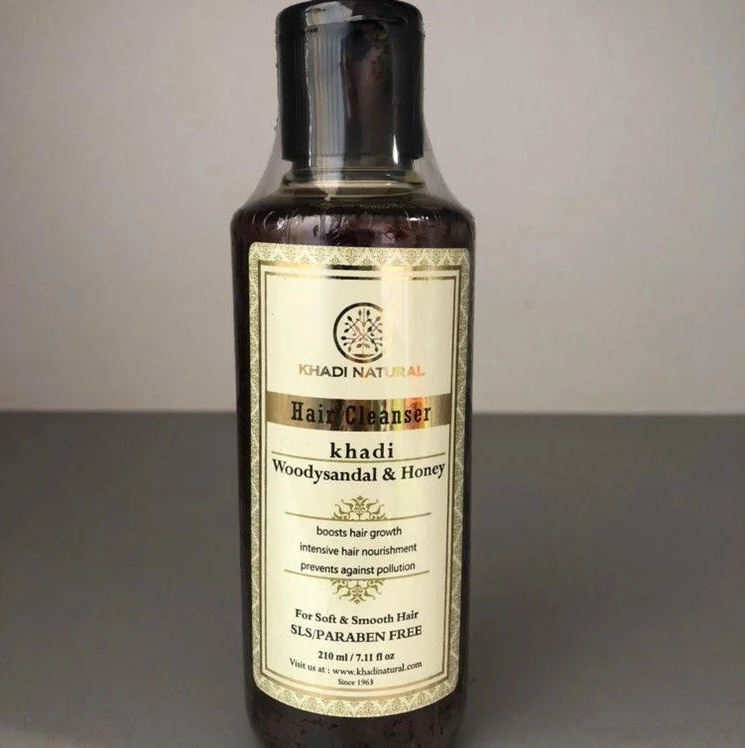 KHADI NATURAL
Hair Cleanser
khadi
Woodysandal & Honey
boosts hair growth
intensive hair nourishment
prevents against pollution
For Soft & Smooth Hair
SLS/PARABEN FREE
210 ml / 7.11 fl oz
Visit us at : www.khadinatural.com
Since 1963